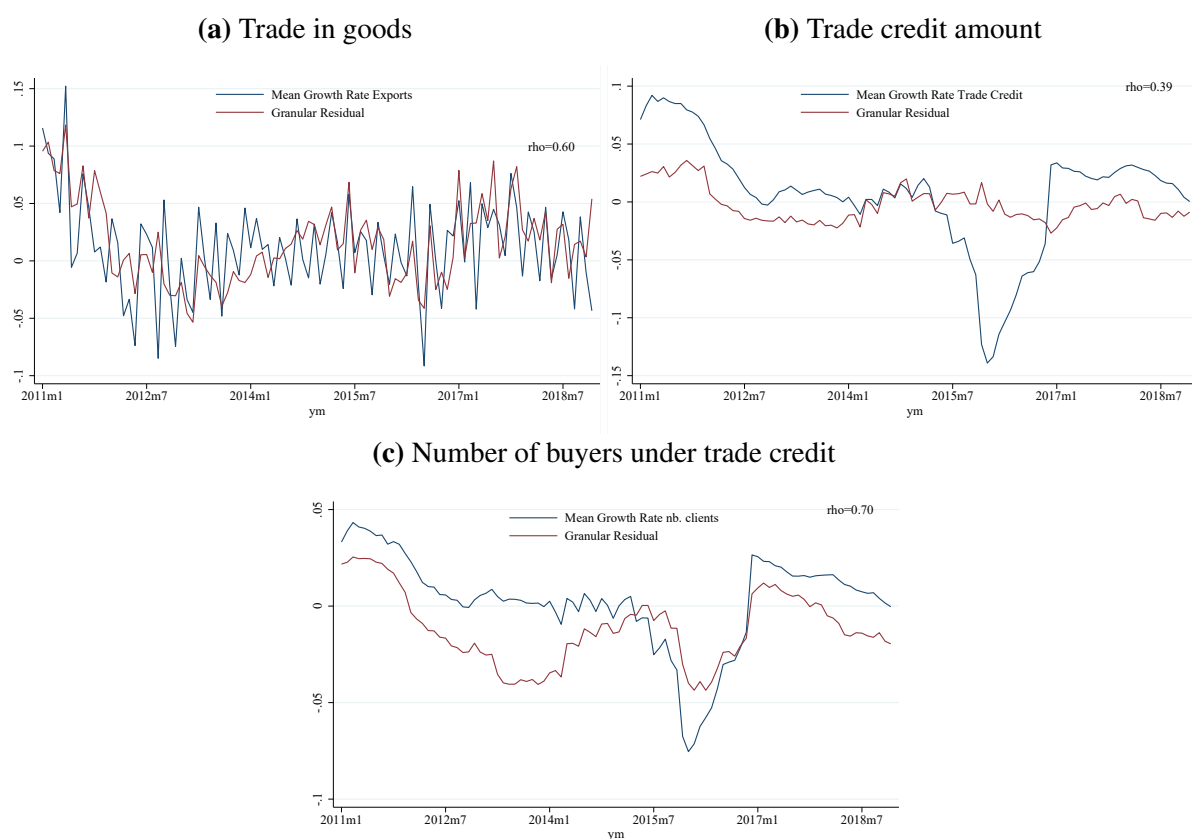 (a) Trade in goods
Mean Growth Rate Exports
Granular Residual
rho=0.60
.15
.1
.05
0
-.05
-.1
2011m1 2012m7 2014m1 2015m7 2017m1 2018m7
ym
(b) Trade credit amount
Mean Growth Rate Trade Credit
Granular Residual
rho=0.39
.1
.05
0
-.05
-.1
-.15
2011m1 2012m7 2014m1 2015m7 2017m1 2018m7
ym
(c) Number of buyers under trade credit
Mean Growth Rate nb. clients
Granular Residual
rho=0.70
.05
0
-.05
-.1
2011m1 2012m7 2014m1 2015m7 2017m1 2018m7
ym